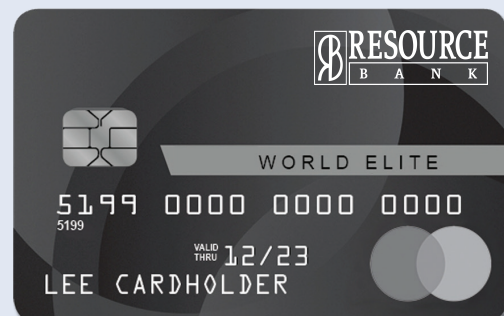 RESOURCE
BANK
WORLD ELITE
5199 0000 0000 0000
5199
VALID THRU 12/23
LEE CARDHOLDER